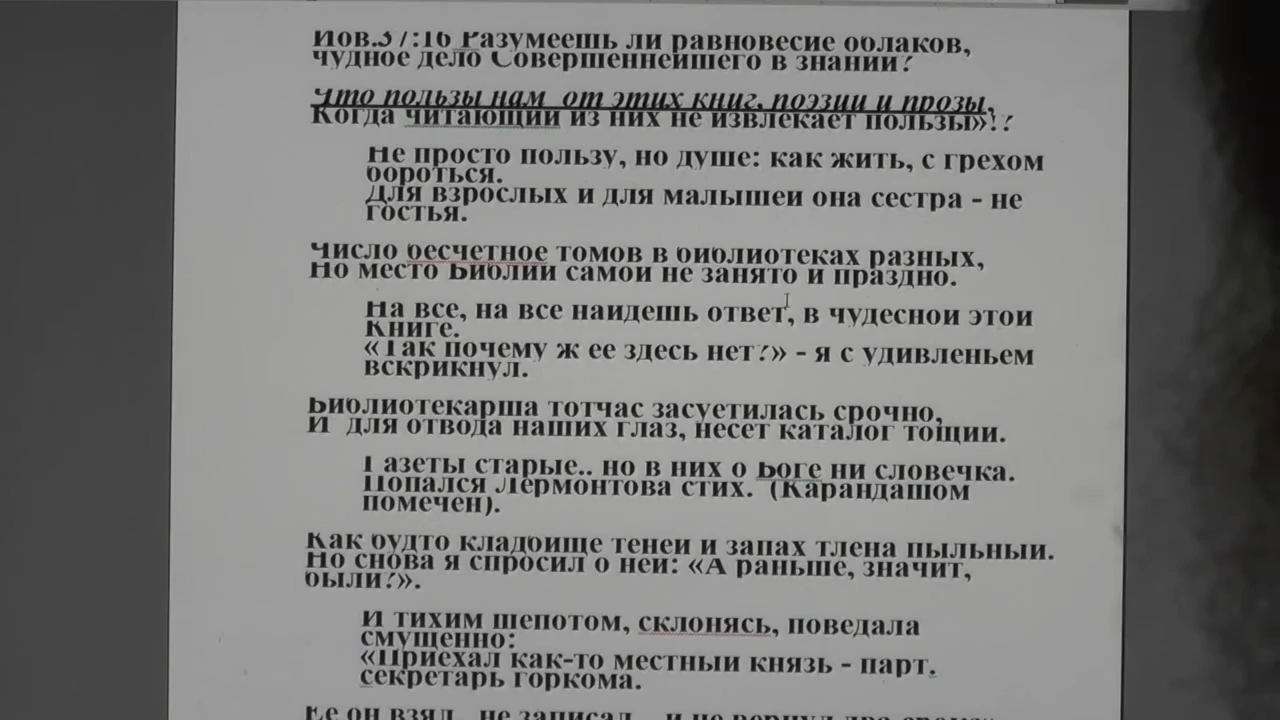 Иов.37:16 Разумеешь ли равновесие облаков,
чудное дело Совершеннейшего в знании?
Что пользы нам от этих книг, поэзии и прозы,
Когда читающий из них не извлекает пользы»!?
Не просто пользу, но душе: как жить, с грехом
бороться.
Для взрослых и для малышей она сестра - не
гостья.
Число бесчетное томов в библиотеках разных,
Но место Библии самой не занято и праздно.
На все, на все найдешь ответ, в чудесной этой
Книге.
«Так почему ж ее здесь нет?» - я с удивленьем
вскрикнул.
Библиотекарша тотчас засуетилась срочно,
И для отвода наших глаз, несет каталог тощий.
Газеты старые.. но в них о Боге ни словечка.
Попался Лермонтова стих. (Карандашом
помечен).
Как будто кладбище теней и запах тлена пыльный.
Но снова я спросил о ней: «А раньше, значит,
были?».
И тихим шепотом, склонясь, поведала
смущенно:
«Приехал как-то местный князь - парт.
секретарь горкома.
Ее он взял, не записал